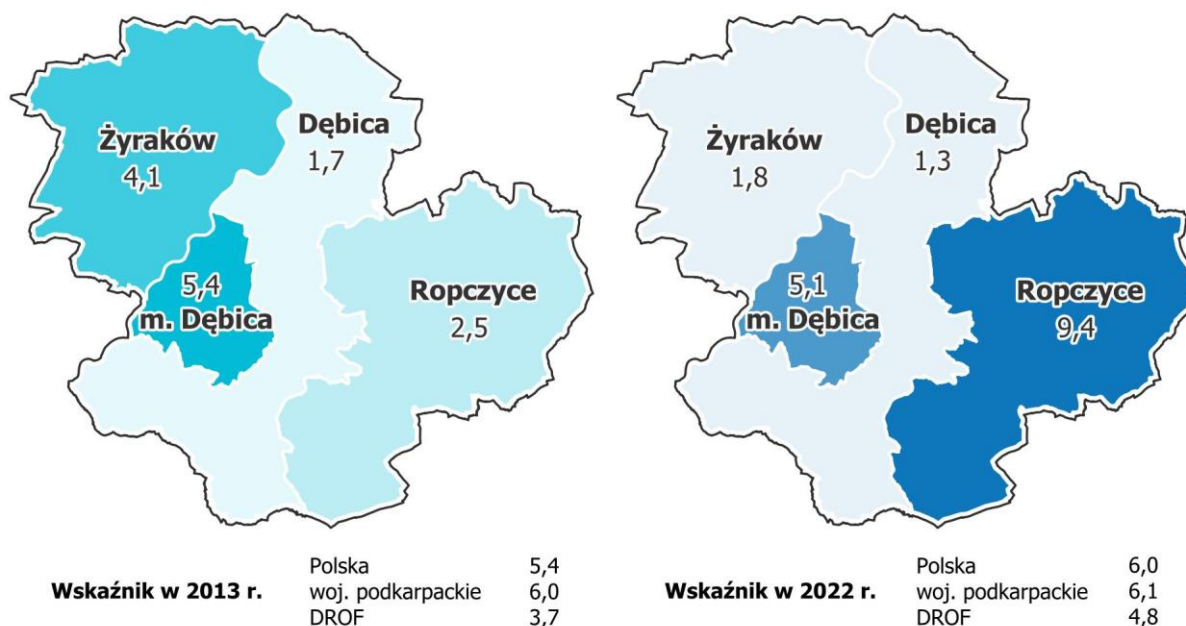 Żyraków
4,1
Dębica
1,7
5,4
m. Dębica
Ropczyce
2,5
Wskaźnik w 2013 r.
Polska 5,4
woj. podkarpackie 6,0
DROF 3,7
Żyraków
1,8
Dębica
1,3
5,1
m. Dębica
Ropczyce
9,4
Wskaźnik w 2022 r.
Polska 6,0
woj. podkarpackie 6,1
DROF 4,8